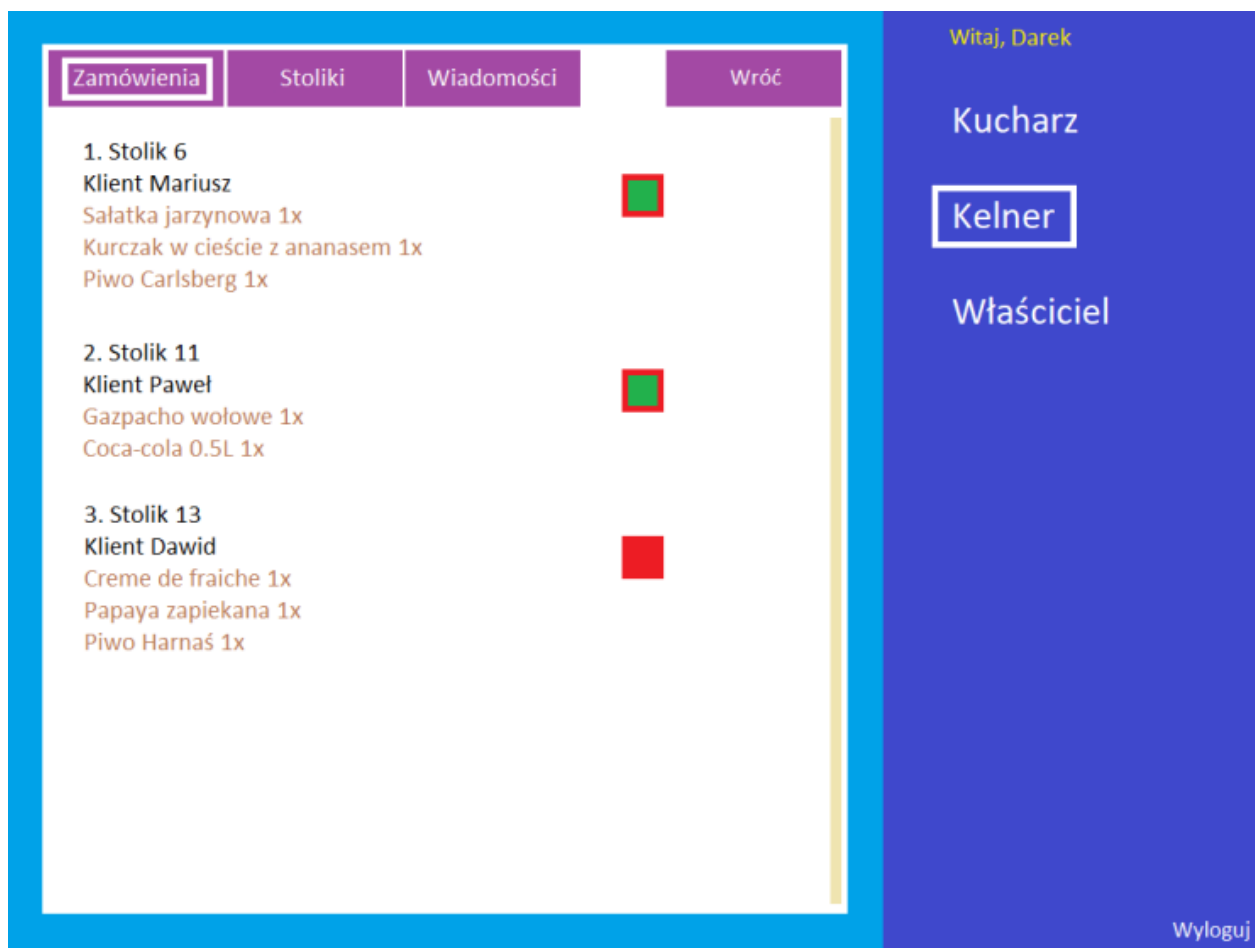 Witaj, Darek
Zamówienia
Stoliki
Wiadomości
Wróć
Kucharz
Kelner
Właściciel
1. Stolik 6
Klient Mariusz
Sałatka jarzynowa 1x
Kurczak w cieście z ananasem 1x
Piwo Carlsberg 1x
2. Stolik 11
Klient Paweł
Gazpacho wołowe 1x
Coca-cola 0.5L 1x
3. Stolik 13
Klient Dawid
Creme de fraiche 1x
Papaya zapiekana 1x
Piwo Harnaś 1x
Wyloguj